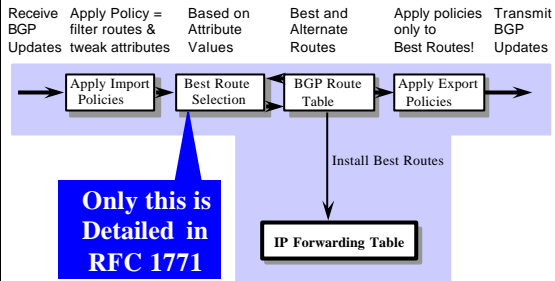 Receive
BGP
Updates
Apply Policy =
filter routes &
tweak attributes
Based on
Attribute
Values
Best and
Alternate
Routes
Apply policies
only to
Best Routes!
Transmit
BGP
Updates
Apply Import
Policies
Best Route
Selection
BGP Route
Table
Apply Export
Policies
Install Best Routes
Only this is
Detailed in
RFC 1771
IP Forwarding Table